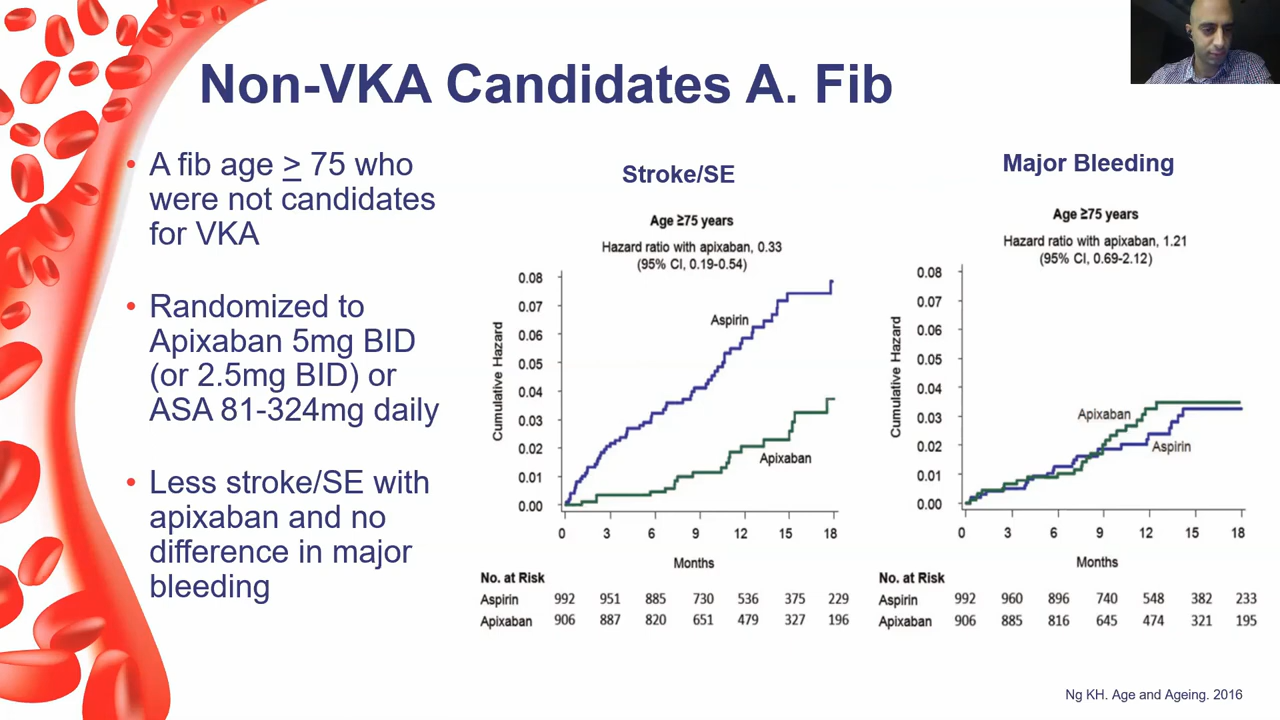 Non-VKA Candidates A. Fib
• A fib age ≥ 75 who
were not candidates
for VKA
• Randomized to
Apixaban 5mg BID
(or 2.5mg BID) or
ASA 81-324mg daily
• Less stroke/SE with
apixaban and no
difference in major
bleeding
Stroke/SE
Age ≥75 years
Hazard ratio with apixaban, 0.33
(95% CI, 0.19-0.54)
Cumulative Hazard
0.08
0.07
0.06
0.05
0.04
0.03
0.02
0.01
0.00
Aspirin
Apixaban
0 3 6 9 12 15 18
Months
No. at Risk
Aspirin 992 951 885 730 536 375 229
Apixaban 906 887 820 651 479 327 196
Major Bleeding
Age ≥75 years
Hazard ratio with apixaban, 1.21
(95% CI, 0.69-2.12)
Cumulative Hazard
0.08
0.07
0.06
0.05
0.04
0.03
0.02
0.01
0.00
Apixaban
Aspirin
0 3 6 9 12 15 18
Months
No. at Risk
Aspirin 992 960 896 740 548 382 233
Apixaban 906 885 816 645 474 321 195
Ng KH. Age and Ageing. 2016